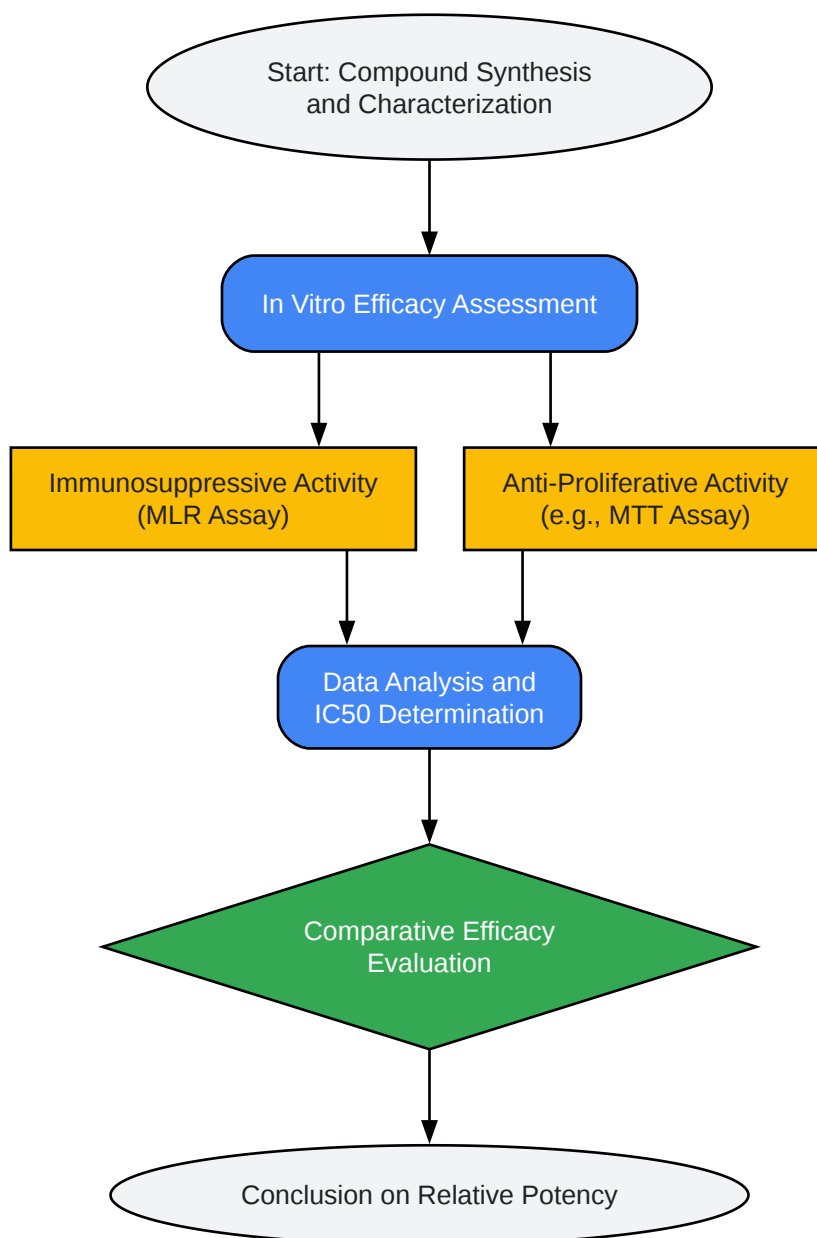 Start: Compound Synthesis
and Characterization
In Vitro Efficacy Assessment
Immunosuppressive Activity
(MLR Assay)
Anti-Proliferative Activity
(e.g., MTT Assay)
Data Analysis and
IC50 Determination
Comparative Efficacy
Evaluation
Conclusion on Relative Potency